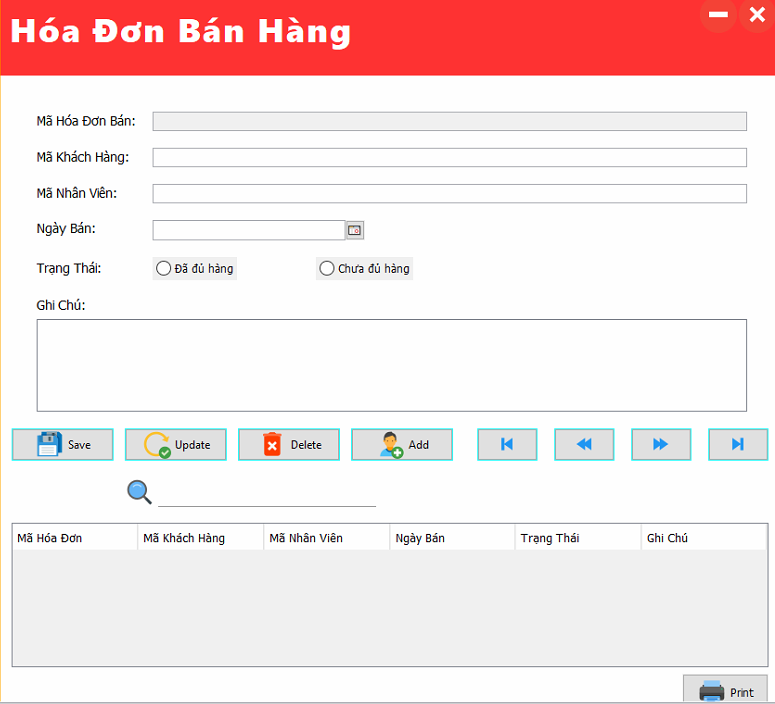 Hóa Đơn Bán Hàng
Mã Hóa Đơn Bán:
Mã Khách Hàng:
Mã Nhân Viên:
Ngày Bán:
Trạng Thái: Đã đủ hàng Chưa đủ hàng
Ghi Chú:
Save Update Delete Add
Mã Hóa Đơn Mã Khách Hàng Mã Nhân Viên Ngày Bán Trạng Thái Ghi Chú
Print